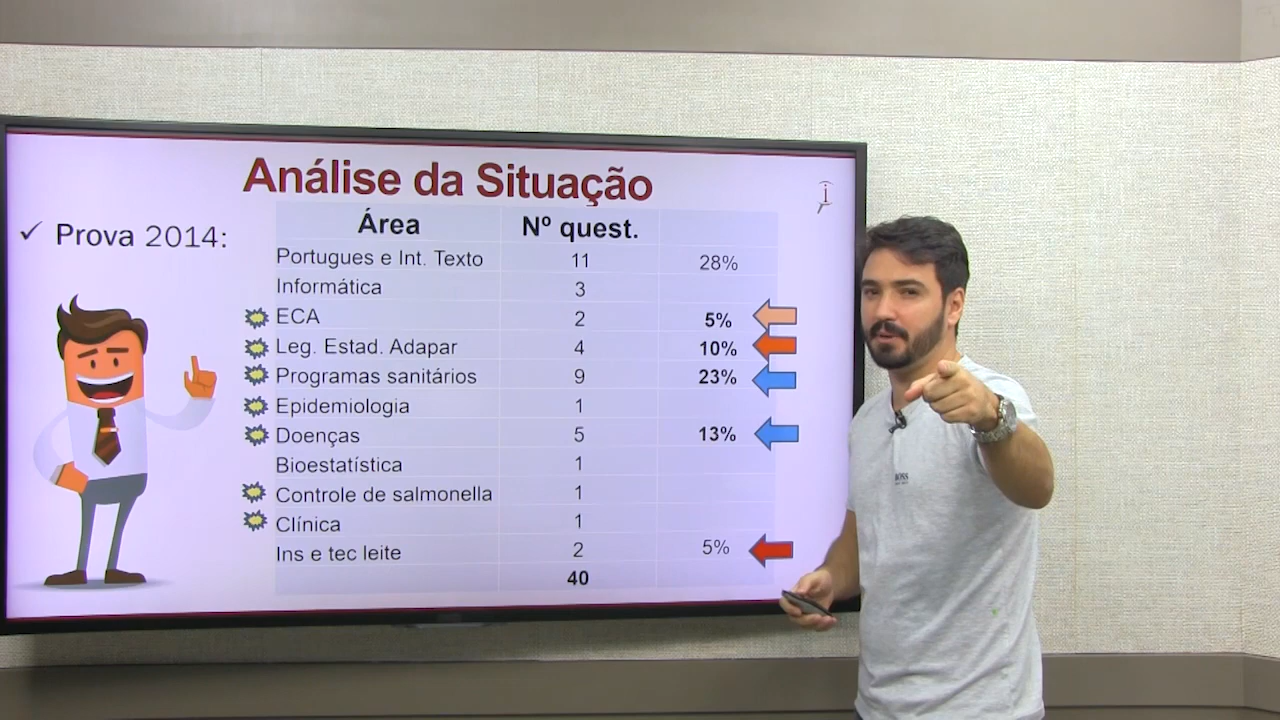 Análise da Situação
✓ Prova 2014:
Área Nº quest.
Portugues e Int. Texto 11 28%
Informática 3
ECA 2 5%
Leg. Estad. Adapar 4 10%
Programas sanitários 9 23%
Epidemiologia 1
Doenças 5 13%
Bioestatística 1
Controle de salmonella 1
Clínica 1
Ins e tec leite 2 5%
40
i
BOSS